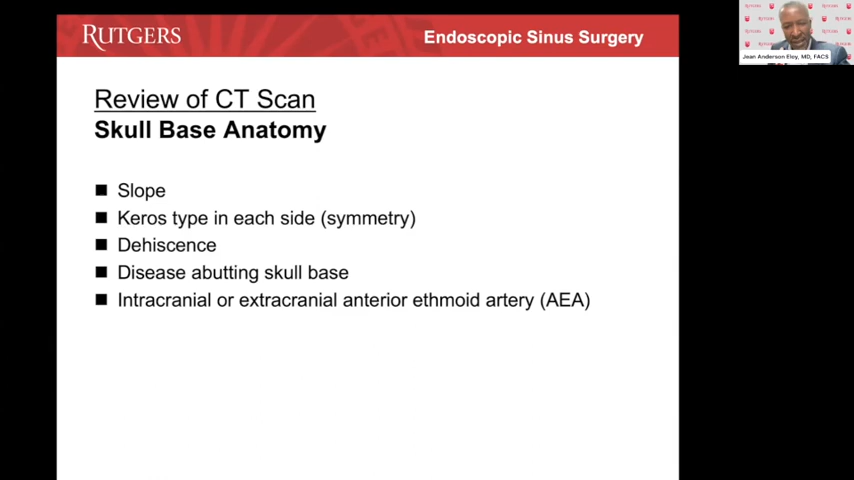 RUTGERS
Endoscopic Sinus Surgery
Review of CT Scan
Skull Base Anatomy
Slope
Keros type in each side (symmetry)
Dehiscence
Disease abutting skull base
Intracranial or extracranial anterior ethmoid artery (AEA)
Jean Anderson Eloy, MD, FACS